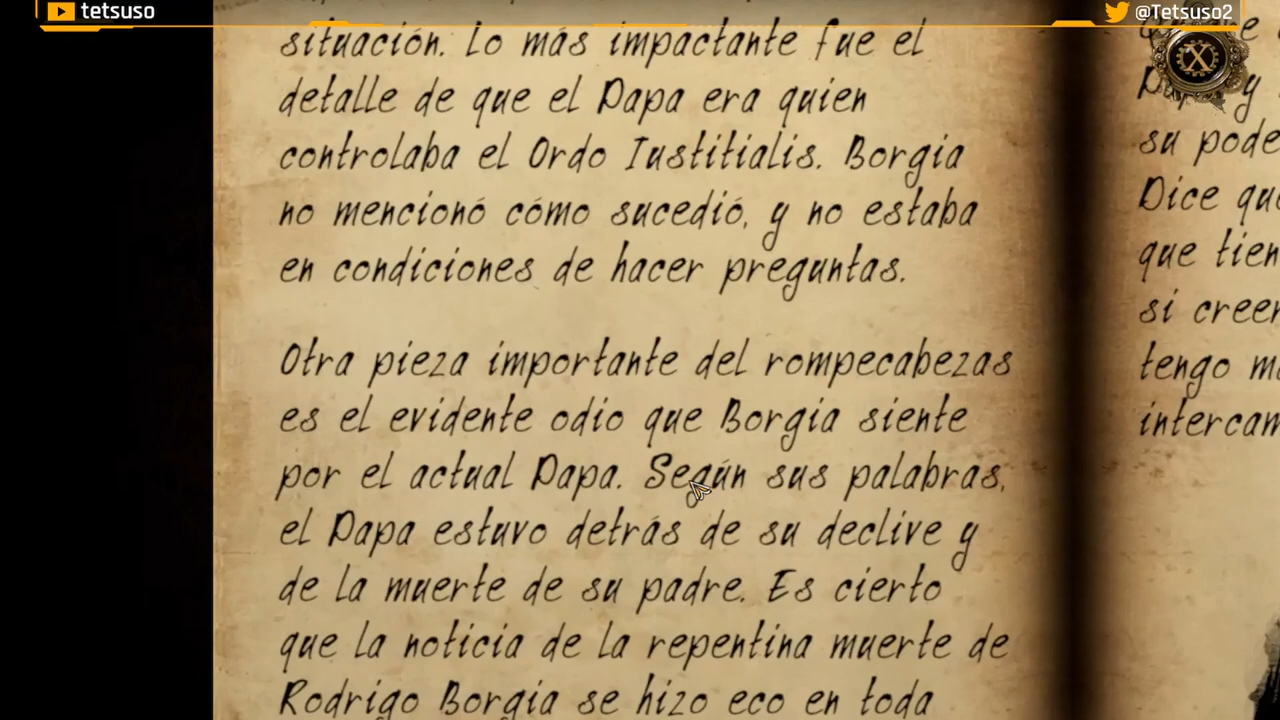 tetsuso
@Tetsuso2
situación. Lo más impactante fue el
detalle de que el Papa era quien
controlaba el Ordo Iustitialis. Borgia
no mencionó cómo sucedió, y no estaba
en condiciones de hacer preguntas.
Otra pieza importante del rompecabezas
es el evidente odio que Borgia siente
por el actual Papa. Según sus palabras,
el Papa estuvo detrás de su declive y
de la muerte de su padre. Es cierto
que la noticia de la repentina muerte de
Rodrigo Borgia se hizo eco en toda
y
su pode
Dice que
que tien
si creen
tengo m
intercam